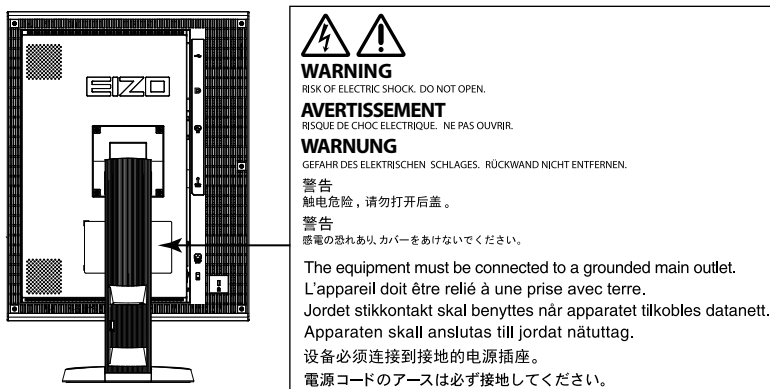 EIZO
WARNING
RISK OF ELECTRIC SHOCK. DO NOT OPEN.
AVERTISSEMENT
RISQUE DE CHOC ELECTRIQUE. NE PAS OUVRIR.
WARNUNG
GEFAHR DES ELEKTRISCHEN SCHLAGES. RÜCKWAND NICHT ENTFERNEN.
警告
触电危险，请勿打开后盖。
警告
感電の恐れあり、カバーをあけないでください。
The equipment must be connected to a grounded main outlet.
L'appareil doit être relié à une prise avec terre.
Jordet stikkontakt skal benyttes når apparatet tilkobles datanett.
Apparaten skall anslutas till jordat nätuttag.
设备必须连接到接地的电源插座。
電源コードのアースは必ず接地してください。